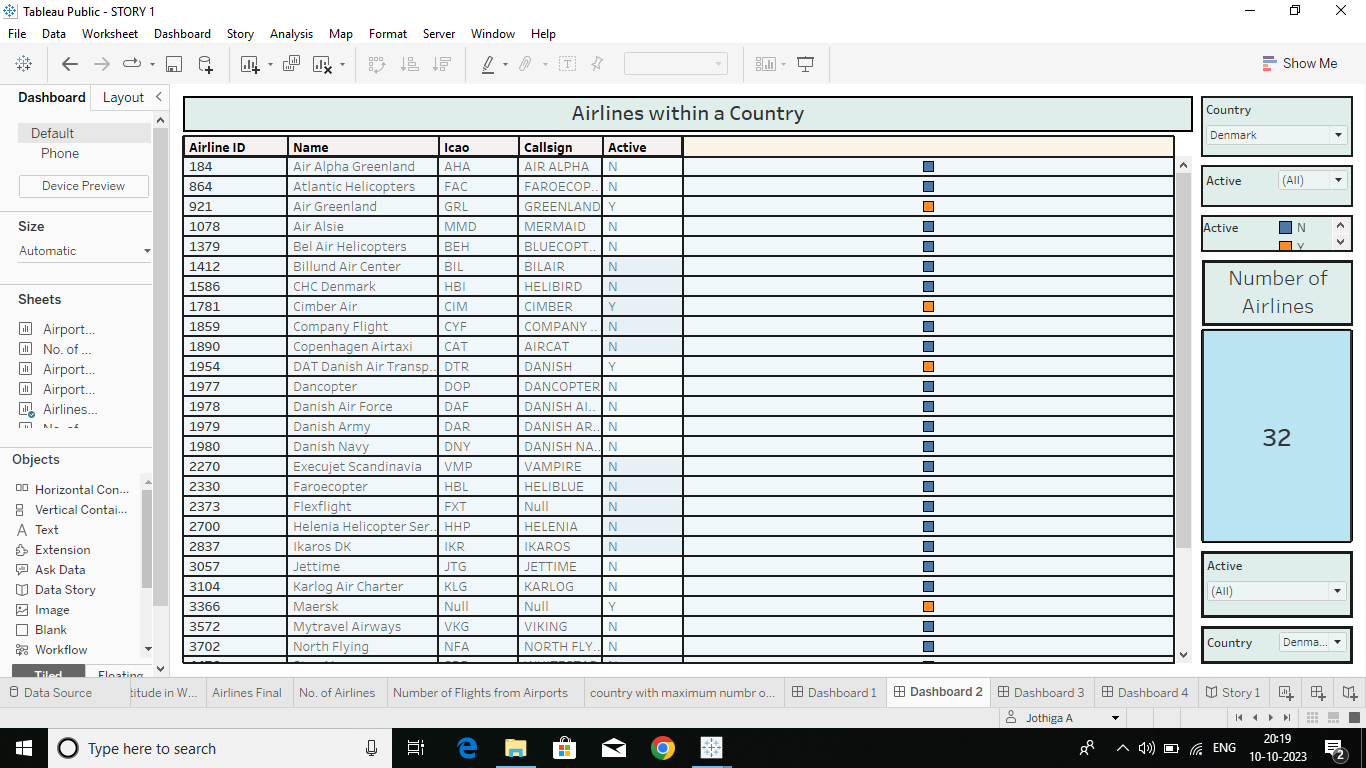 Tableau Public - STORY 1
File Data Worksheet Dashboard Story Analysis Map Format Server Window Help
Show Me
Dashboard Layout
Default
Phone
Device Preview
Size
Automatic
Sheets
Airport...
No. of ...
Airport...
Airport...
Airlines...
Objects
Horizontal Con...
Vertical Contai...
Text
Extension
Ask Data
Data Story
Image
Blank
Workflow
Tiled Floating
Airlines within a Country
Airline ID Name Icao Callsign Active
184 Air Alpha Greenland AHA AIR ALPHA N
864 Atlantic Helicopters FAC FAROECOP.. N
921 Air Greenland GRL GREENLAND Y
1078 Air Alsie MMD MERMAID N
1379 Bel Air Helicopters BEH BLUECOPT.. N
1412 Billund Air Center BIL BILAIR N
1586 CHC Denmark HBI HELIBIRD N
1781 Cimber Air CIM CIMBER Y
1859 Company Flight CYF COMPANY .. N
1890 Copenhagen Airtaxi CAT AIRCAT N
1954 DAT Danish Air Transp.. DTR DANISH Y
1977 Dancopter DOP DANCOPTER N
1978 Danish Air Force DAF DANISH AI.. N
1979 Danish Army DAR DANISH AR.. N
1980 Danish Navy DNY DANISH NA.. N
2270 Execujet Scandinavia VMP VAMPIRE N
2330 Faroecopter HBL HELIBLUE N
2373 Flexflight FXT Null N
2700 Helenia Helicopter Ser.. HHP HELENIA N
2837 Ikaros DK IKR IKAROS N
3057 Jettime JTG JETTIME N
3104 Karlog Air Charter KLG KARLOG N
3366 Maersk Null Null Y
3572 Mytravel Airways VKG VIKING N
3702 North Flying NFA NORTH FLY.. N
Country
Denmark
Active (All)
Active N
Y
Number of
Airlines
32
Active
(All)
Country Denma...
Data Source titude in W... Airlines Final No. of Airlines Number of Flights from Airports country with maximum numbr o... Dashboard 1 Dashboard 2 Dashboard 3 Dashboard 4 Story 1
Jothiga A
Type here to search
ENG
20:19
10-10-2023
2